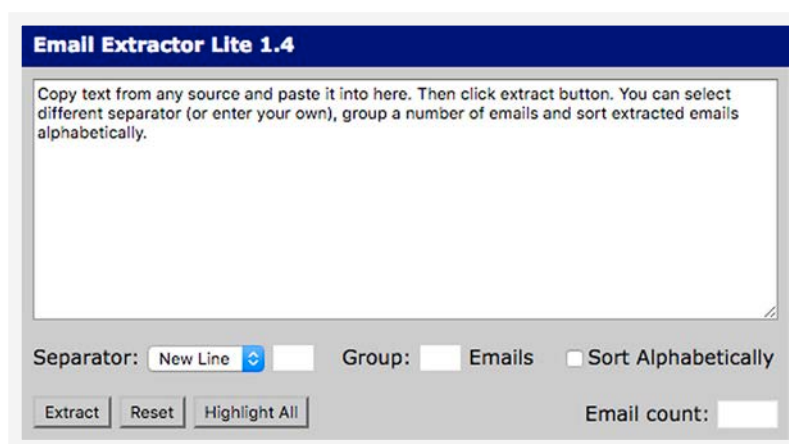 Email Extractor Lite 1.4
Copy text from any source and paste it into here. Then click extract button. You can select
different separator (or enter your own), group a number of emails and sort extracted emails
alphabetically.
Separator: New Line Group: Emails Sort Alphabetically
Extract Reset Highlight All Email count: